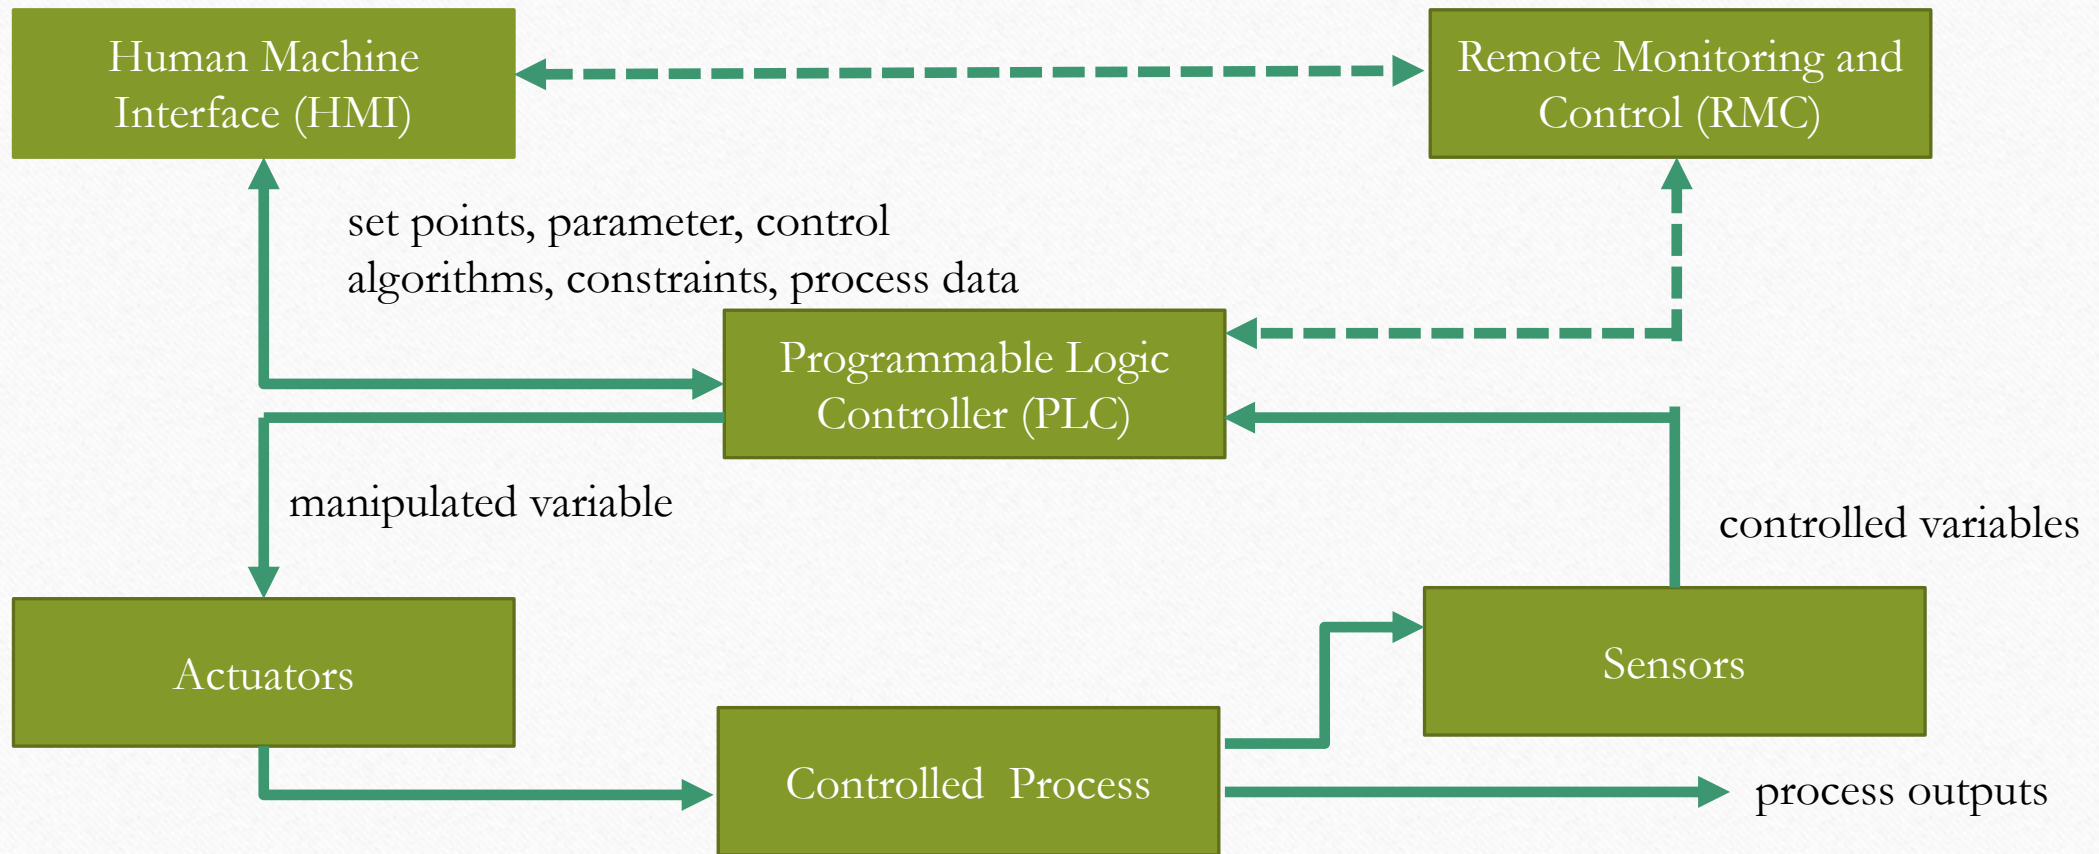 Human Machine
Interface (HMI)
Remote Monitoring and
Control (RMC)
set points, parameter, control
algorithms, constraints, process data
Programmable Logic
Controller (PLC)
manipulated variable
controlled variables
Actuators
Sensors
Controlled  Process
process outputs